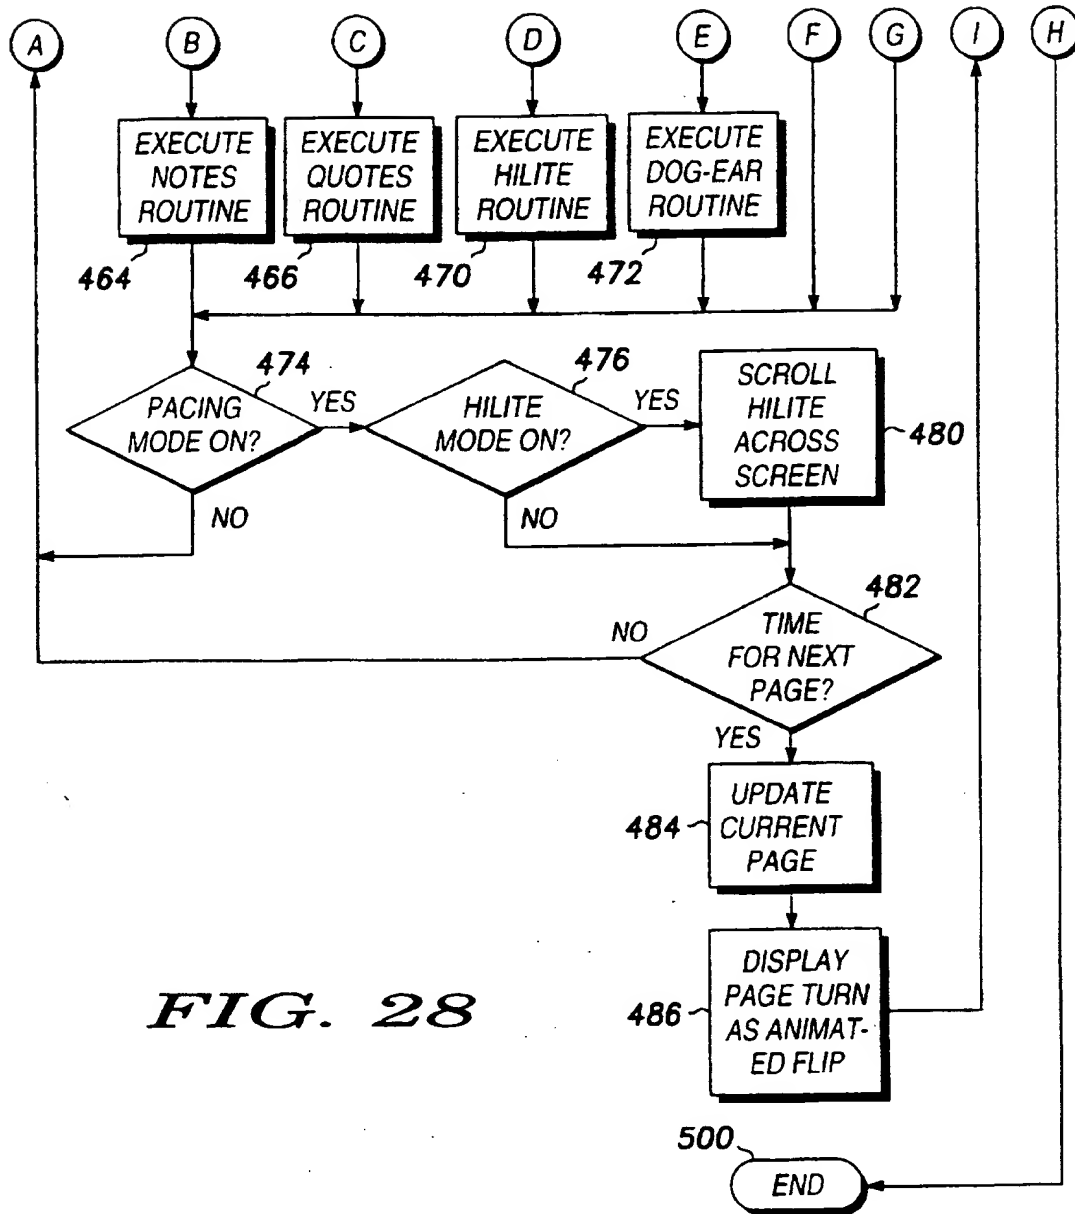 A B C D E F G I H
EXECUTE
NOTES
ROUTINE
464
EXECUTE
QUOTES
ROUTINE
466
EXECUTE
HILITE
ROUTINE
470
EXECUTE
DOG-EAR
ROUTINE
472
PACING
MODE ON?
474
YES
NO
HILITE
MODE ON?
476
YES
NO
SCROLL
HILITE
ACROSS
SCREEN
480
TIME
FOR NEXT
PAGE?
482
NO
YES
UPDATE
CURRENT
PAGE
484
DISPLAY
PAGE TURN
AS ANIMAT-
ED FLIP
486
FIG. 28
500
END